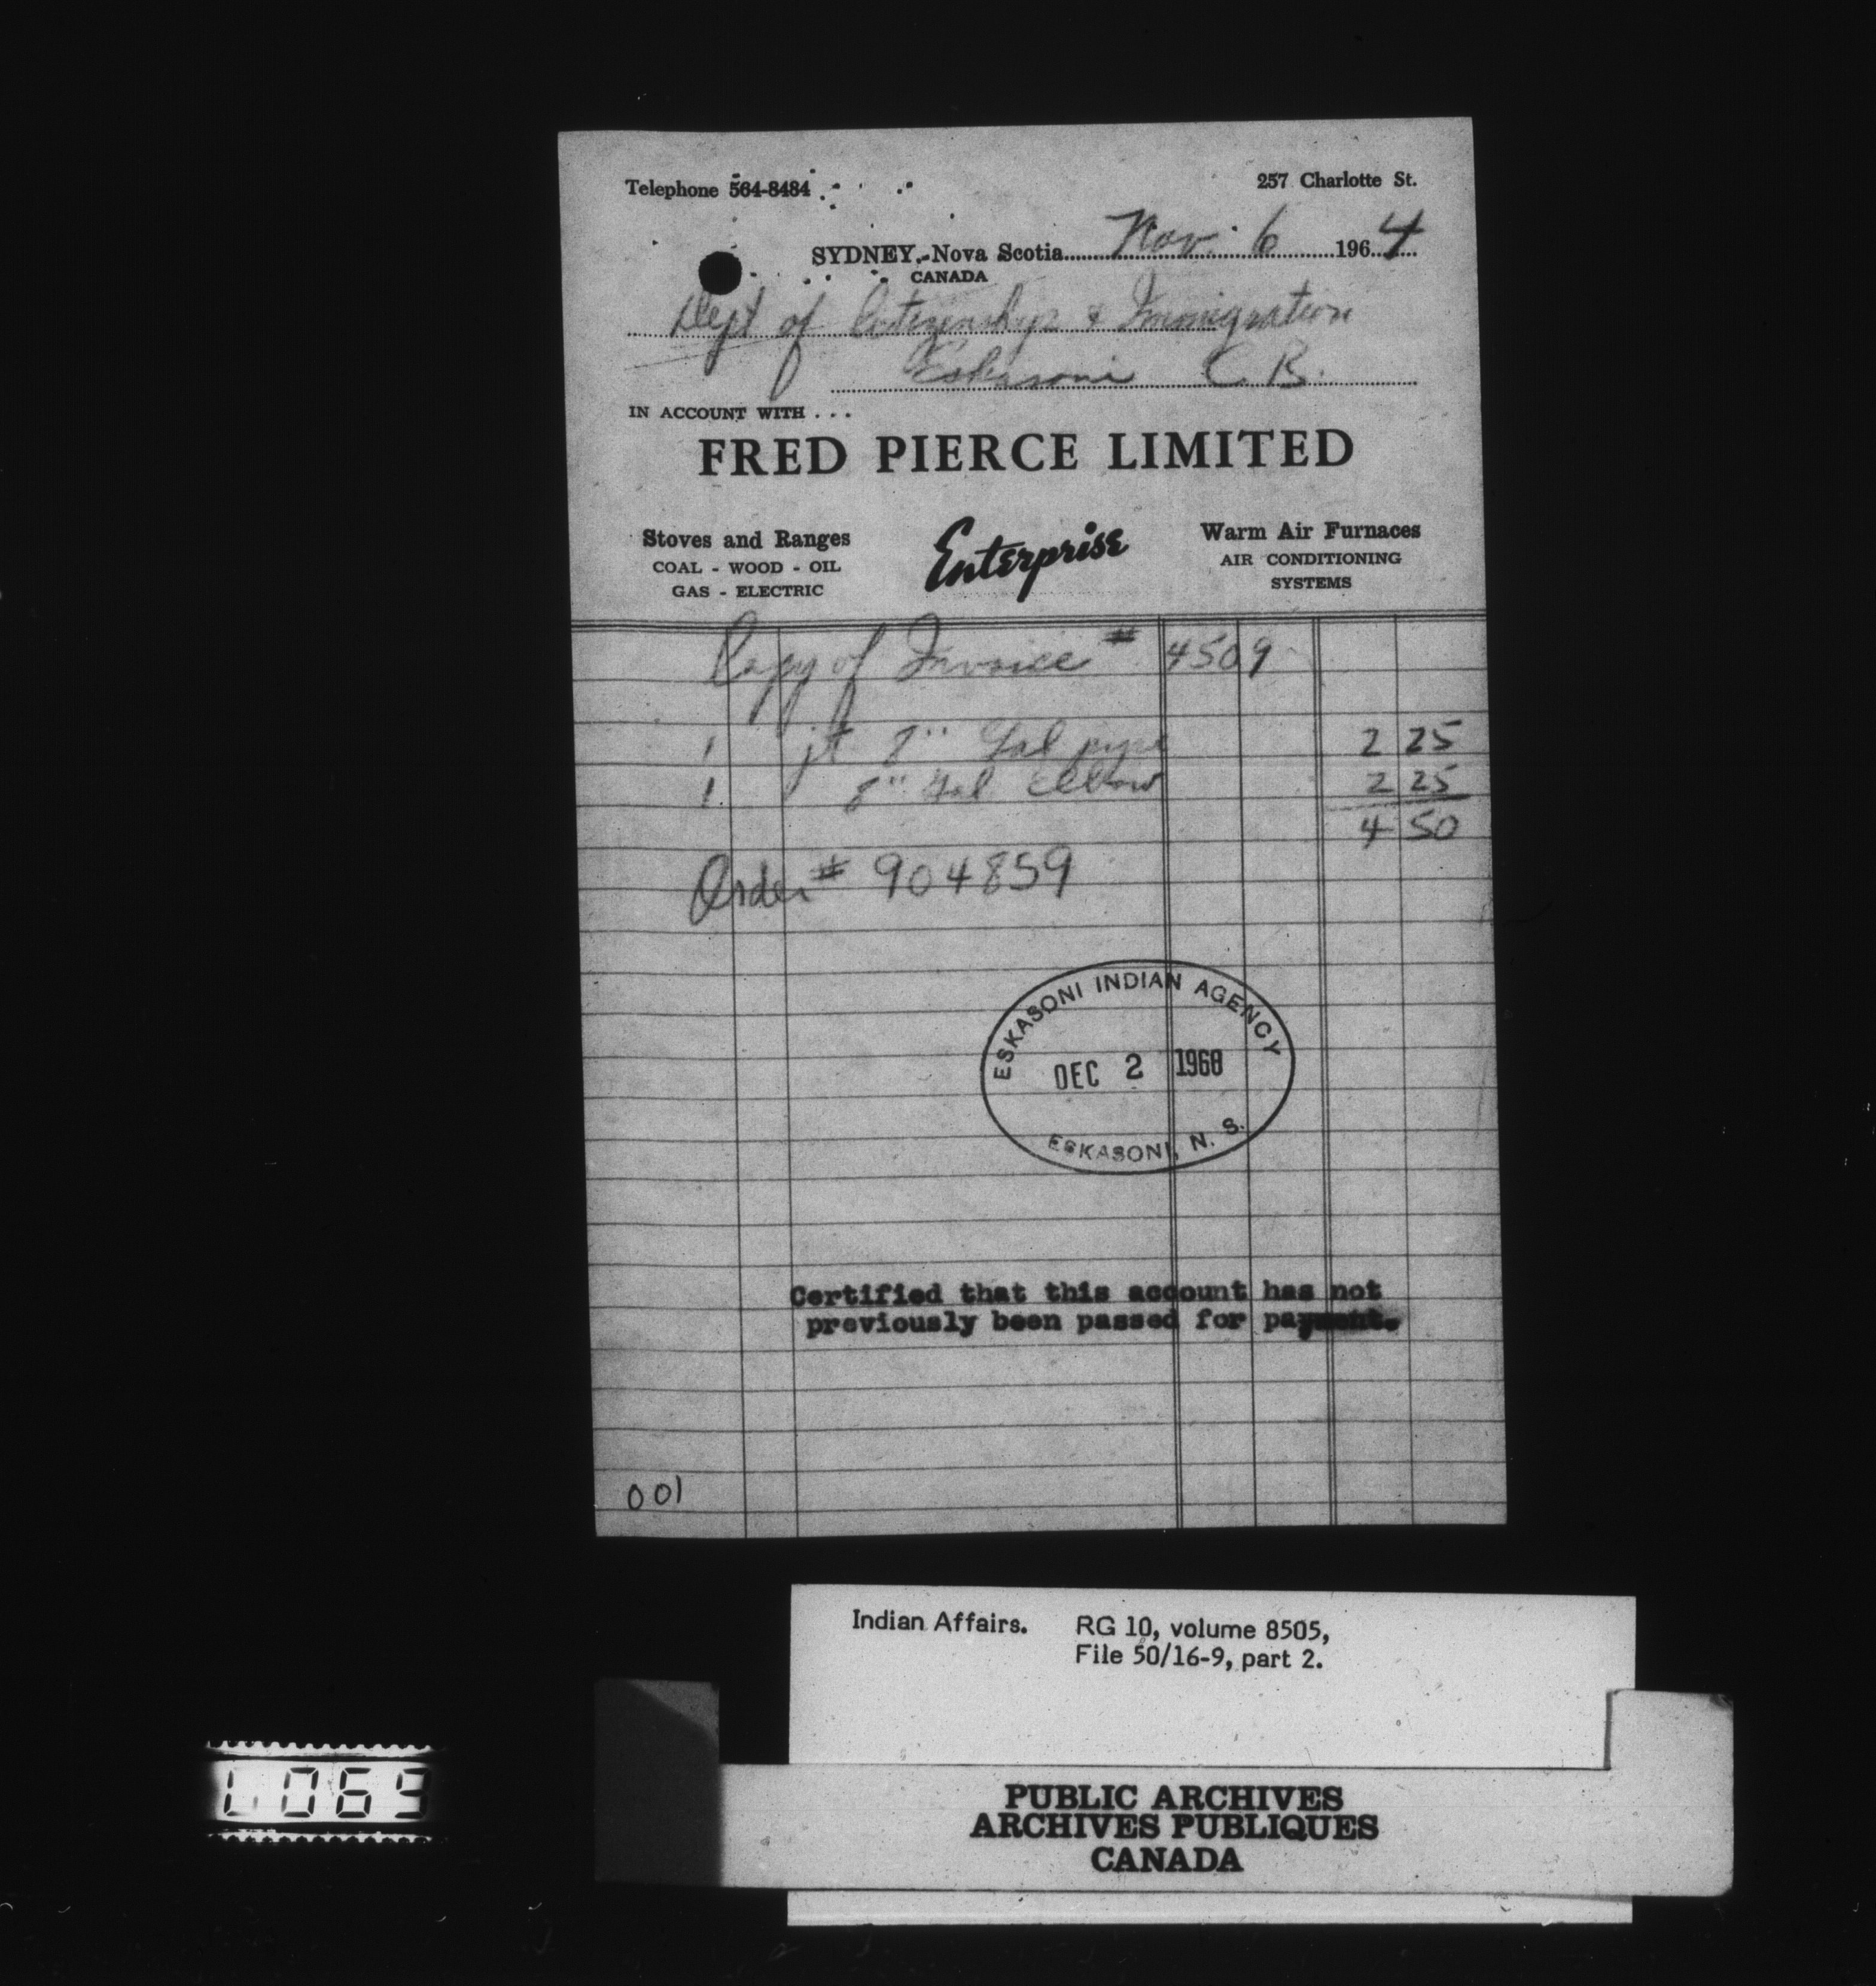 Telephone 564-8484
257 Charlotte St.
SYDNEY, Nova Scotia Nov. 6 1964
CANADA
Dept of Citizenship & Immigration
Eskasoni C.B.
IN ACCOUNT WITH . . .
FRED PIERCE LIMITED
Stoves and Ranges
COAL - WOOD - OIL
GAS - ELECTRIC
Enterprise
Warm Air Furnaces
AIR CONDITIONING
SYSTEMS
Copy of Invoice # 4509
1 jt 8" Gal pipe 2 25
1 8" Gal Elbow 2 25
4 50
Order # 904859
ESKASONI INDIAN AGENCY
DEC 2 1968
ESKASONI, N. S.
Certified that this account has not
previously been passed for payment.
001
Indian Affairs. RG 10, volume 8505,
File 50/16-9, part 2.
PUBLIC ARCHIVES
ARCHIVES PUBLIQUES
CANADA